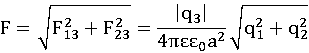 F = √(F₁₃² + F₂₃²) = |q₃| / (4πεε₀a²) √(q₁² + q₂²)